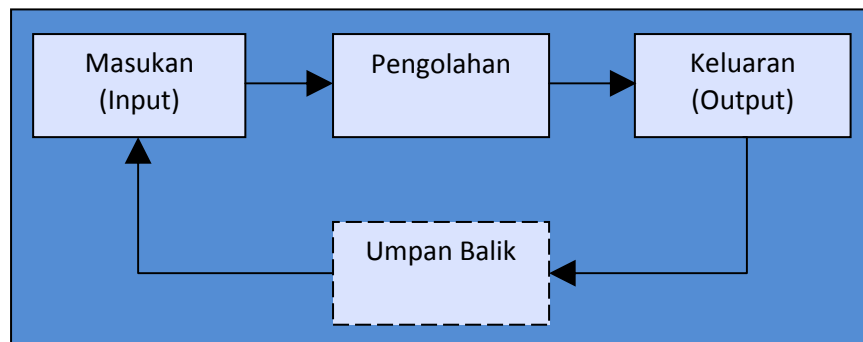 Masukan
(Input)
Pengolahan
Keluaran
(Output)
Umpan Balik